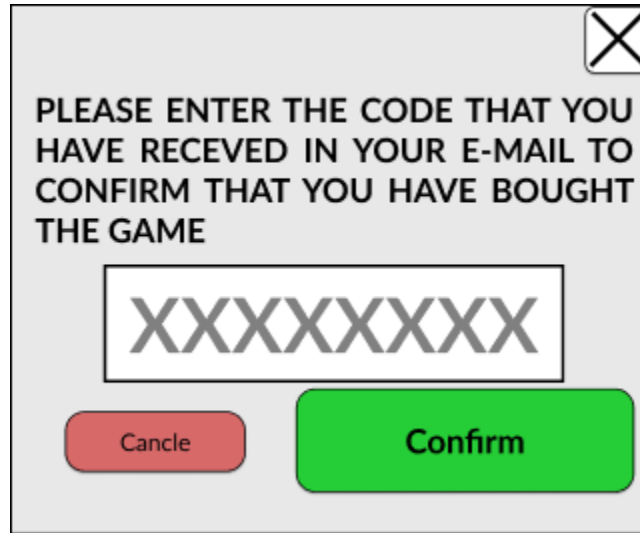 PLEASE ENTER THE CODE THAT YOU
HAVE RECEVED IN YOUR E-MAIL TO
CONFIRM THAT YOU HAVE BOUGHT
THE GAME
XXXXXXXX
Cancle
Confirm